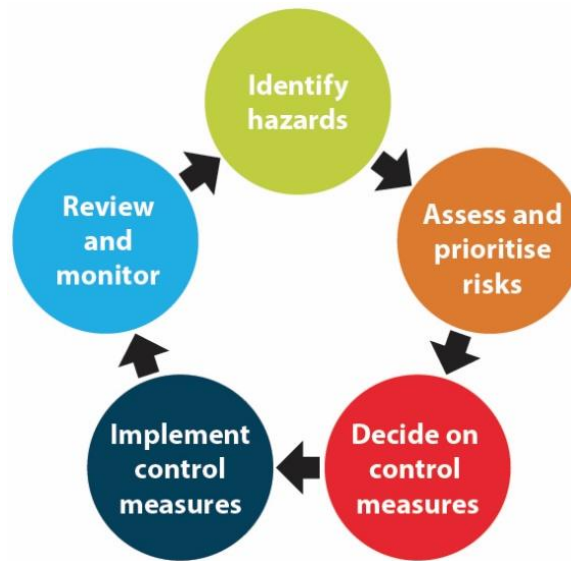 Identify
hazards
Assess and
prioritise
risks
Decide on
control
measures
Implement
control
measures
Review
and
monitor